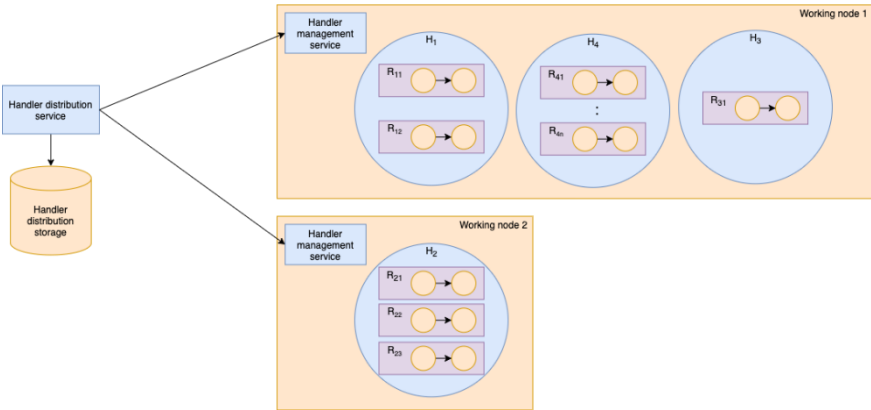 Working node 1
Handler
management
service
H1
H4
H3
R11
R41
R31
R12
:
R4n
Handler distribution
service
Handler
distribution
storage
Working node 2
Handler
management
service
H2
R21
R22
R23